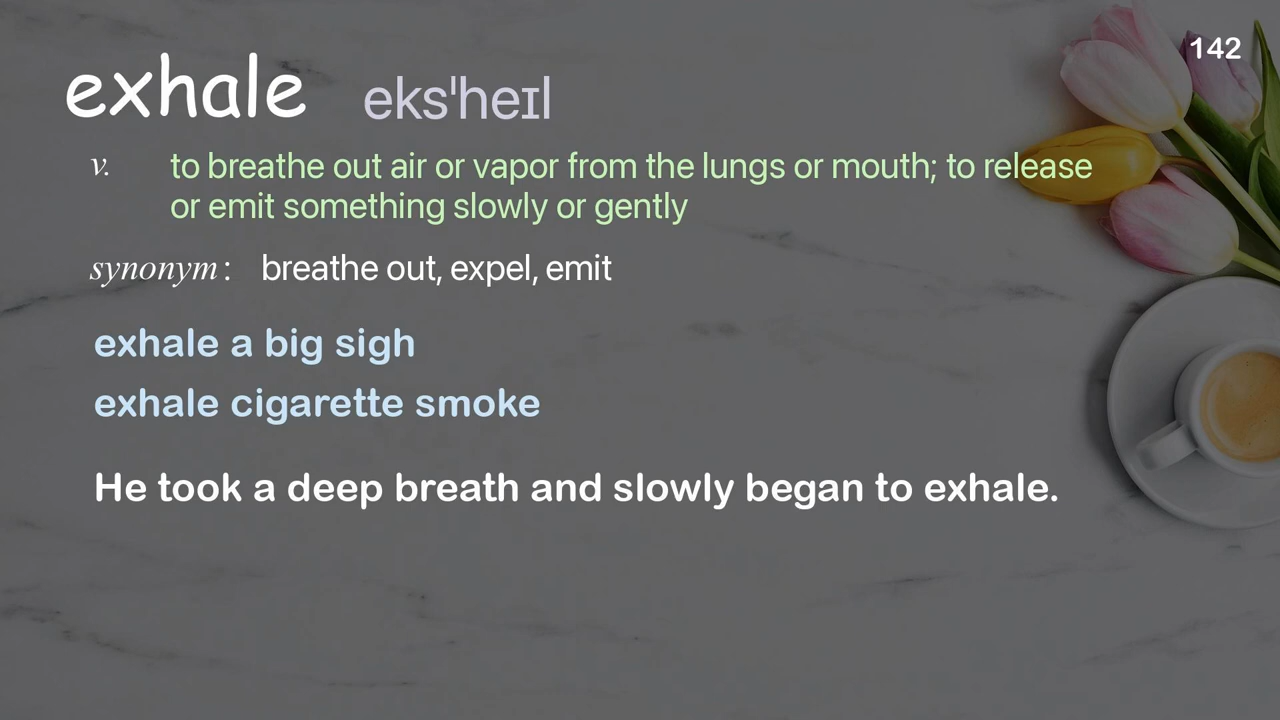 142
exhale eks'heɪl
v. to breathe out air or vapor from the lungs or mouth; to release
or emit something slowly or gently
synonym: breathe out, expel, emit
exhale a big sigh
exhale cigarette smoke
He took a deep breath and slowly began to exhale.